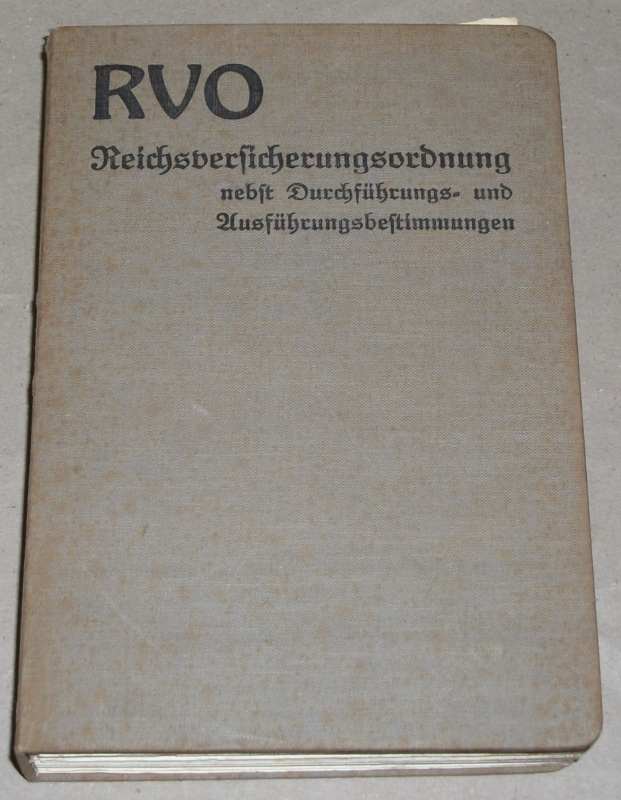 RVO
Reichsversicherungsordnung
nebst Durchführungs- und
Ausführungsbestimmungen